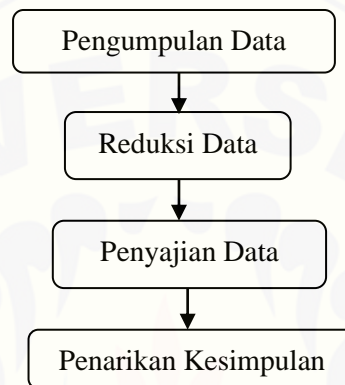 Pengumpulan Data
Reduksi Data
Penyajian Data
Penarikan Kesimpulan